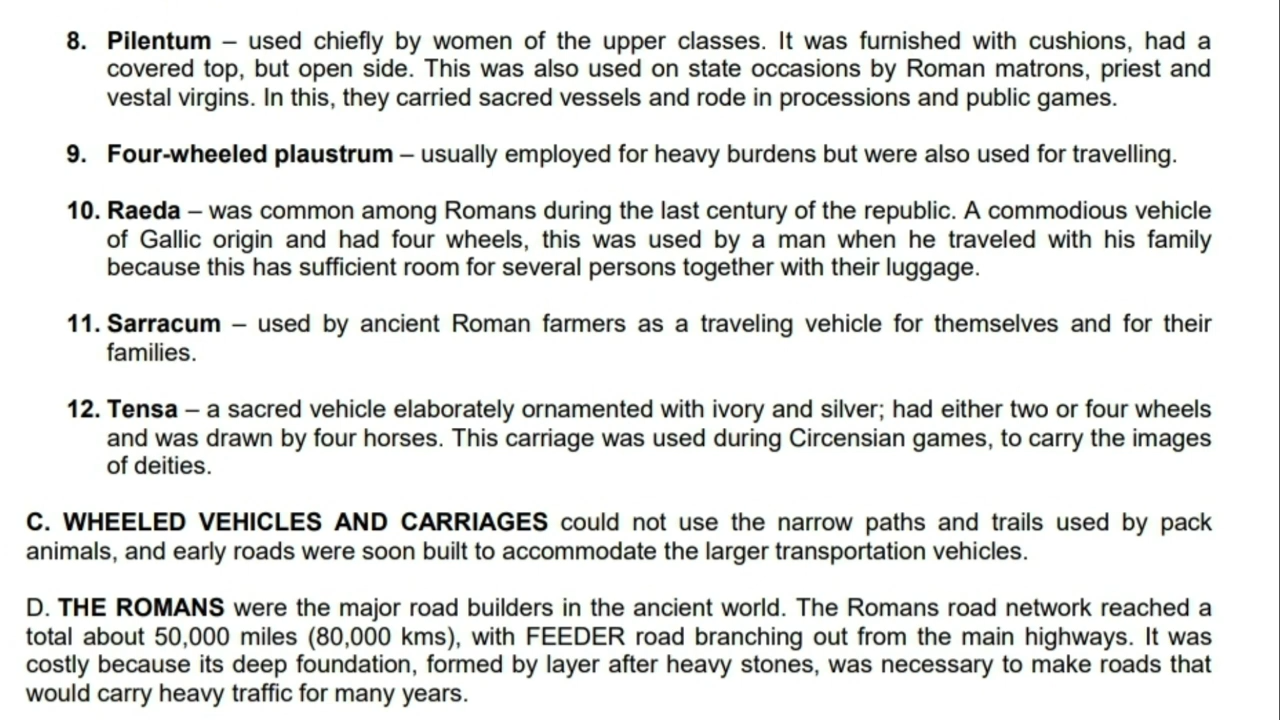 8. Pilentum – used chiefly by women of the upper classes. It was furnished with cushions, had a
covered top, but open side. This was also used on state occasions by Roman matrons, priest and
vestal virgins. In this, they carried sacred vessels and rode in processions and public games.
9. Four-wheeled plaustrum – usually employed for heavy burdens but were also used for travelling.
10. Raeda – was common among Romans during the last century of the republic. A commodious vehicle
of Gallic origin and had four wheels, this was used by a man when he traveled with his family
because this has sufficient room for several persons together with their luggage.
11. Sarracum – used by ancient Roman farmers as a traveling vehicle for themselves and for their
families.
12. Tensa – a sacred vehicle elaborately ornamented with ivory and silver; had either two or four wheels
and was drawn by four horses. This carriage was used during Circensian games, to carry the images
of deities.
C. WHEELED VEHICLES AND CARRIAGES could not use the narrow paths and trails used by pack
animals, and early roads were soon built to accommodate the larger transportation vehicles.
D. THE ROMANS were the major road builders in the ancient world. The Romans road network reached a
total about 50,000 miles (80,000 kms), with FEEDER road branching out from the main highways. It was
costly because its deep foundation, formed by layer after heavy stones, was necessary to make roads that
would carry heavy traffic for many years.